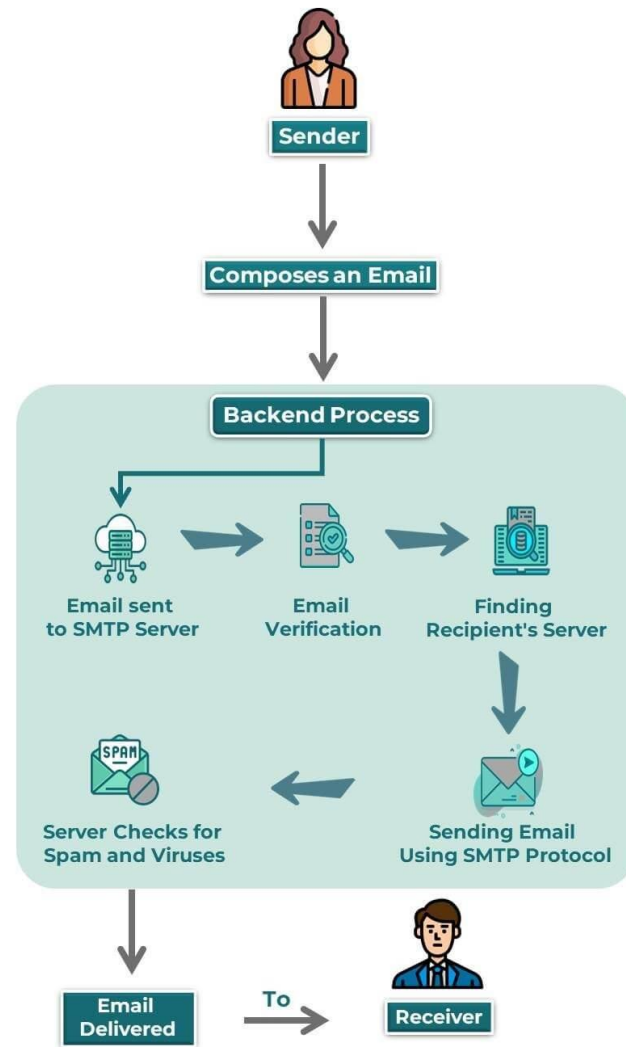 Sender
Composes an Email
Backend Process
Email sent
to SMTP Server
Email
Verification
Finding
Recipient's Server
SPAM
Server Checks for
Spam and Viruses
Sending Email
Using SMTP Protocol
Email
Delivered
To
Receiver